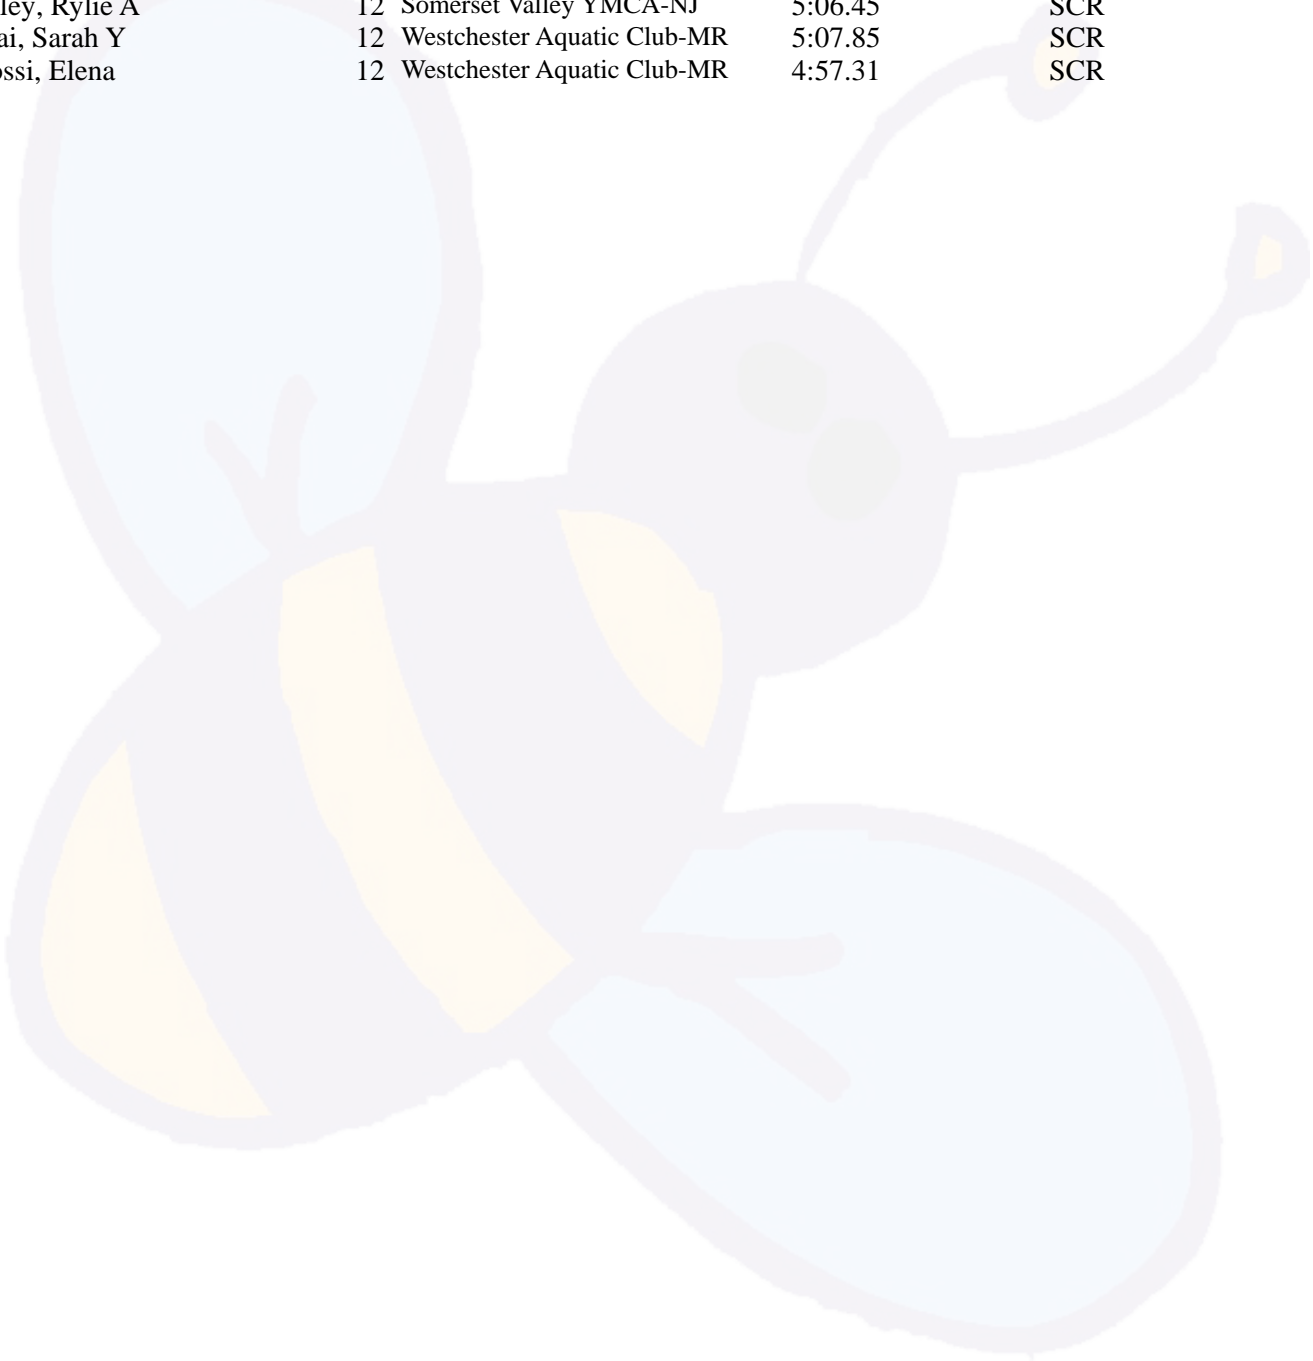 ley, Rylie A 12 Somerset Valley YMCA-NJ 5:06.45 SCR
ai, Sarah Y 12 Westchester Aquatic Club-MR 5:07.85 SCR
ossi, Elena 12 Westchester Aquatic Club-MR 4:57.31 SCR